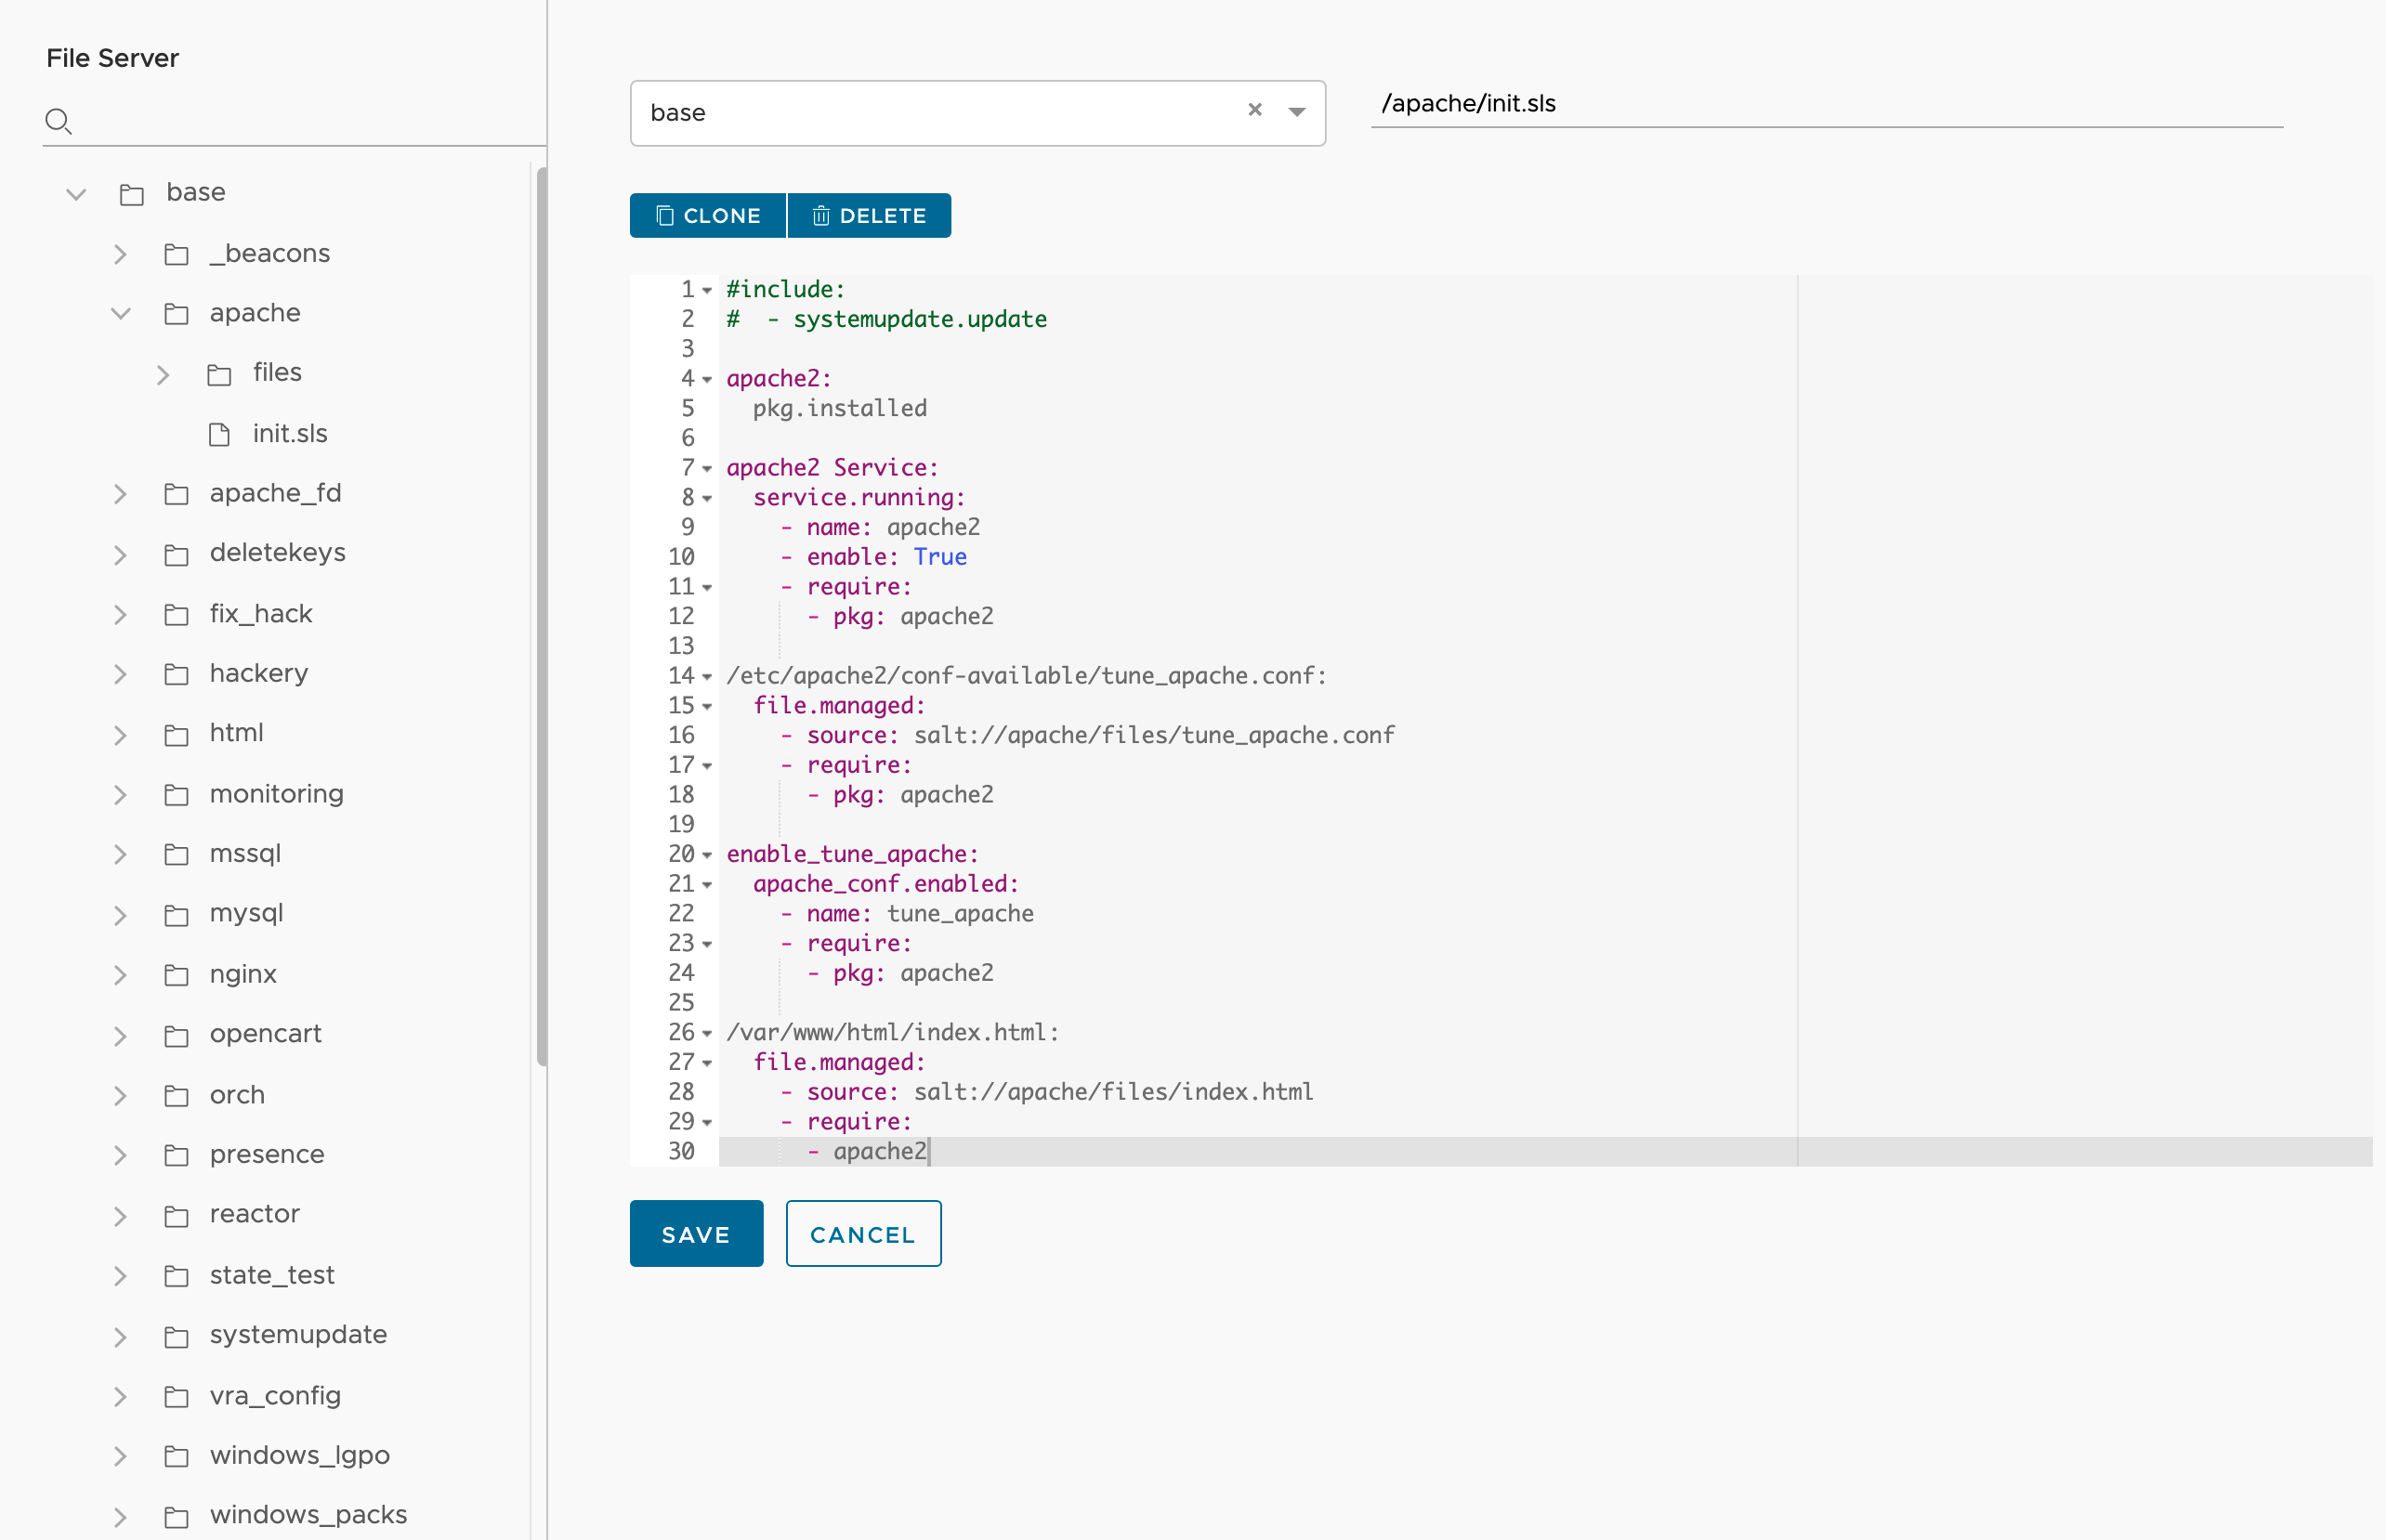 File Server
base
_beacons
apache
files
init.sls
apache_fd
deletekeys
fix_hack
hackery
html
monitoring
mssql
mysql
nginx
opencart
orch
presence
reactor
state_test
systemupdate
vra_config
windows_lgpo
windows_packs
base
/apache/init.sls
CLONE
DELETE
1 #include:
2 #  - systemupdate.update
3
4 apache2:
5   pkg.installed
6
7 apache2 Service:
8   service.running:
9     - name: apache2
10     - enable: True
11     - require:
12       - pkg: apache2
13
14 /etc/apache2/conf-available/tune_apache.conf:
15   file.managed:
16     - source: salt://apache/files/tune_apache.conf
17     - require:
18       - pkg: apache2
19
20 enable_tune_apache:
21   apache_conf.enabled:
22     - name: tune_apache
23     - require:
24       - pkg: apache2
25
26 /var/www/html/index.html:
27   file.managed:
28     - source: salt://apache/files/index.html
29     - require:
30       - apache2
SAVE
CANCEL